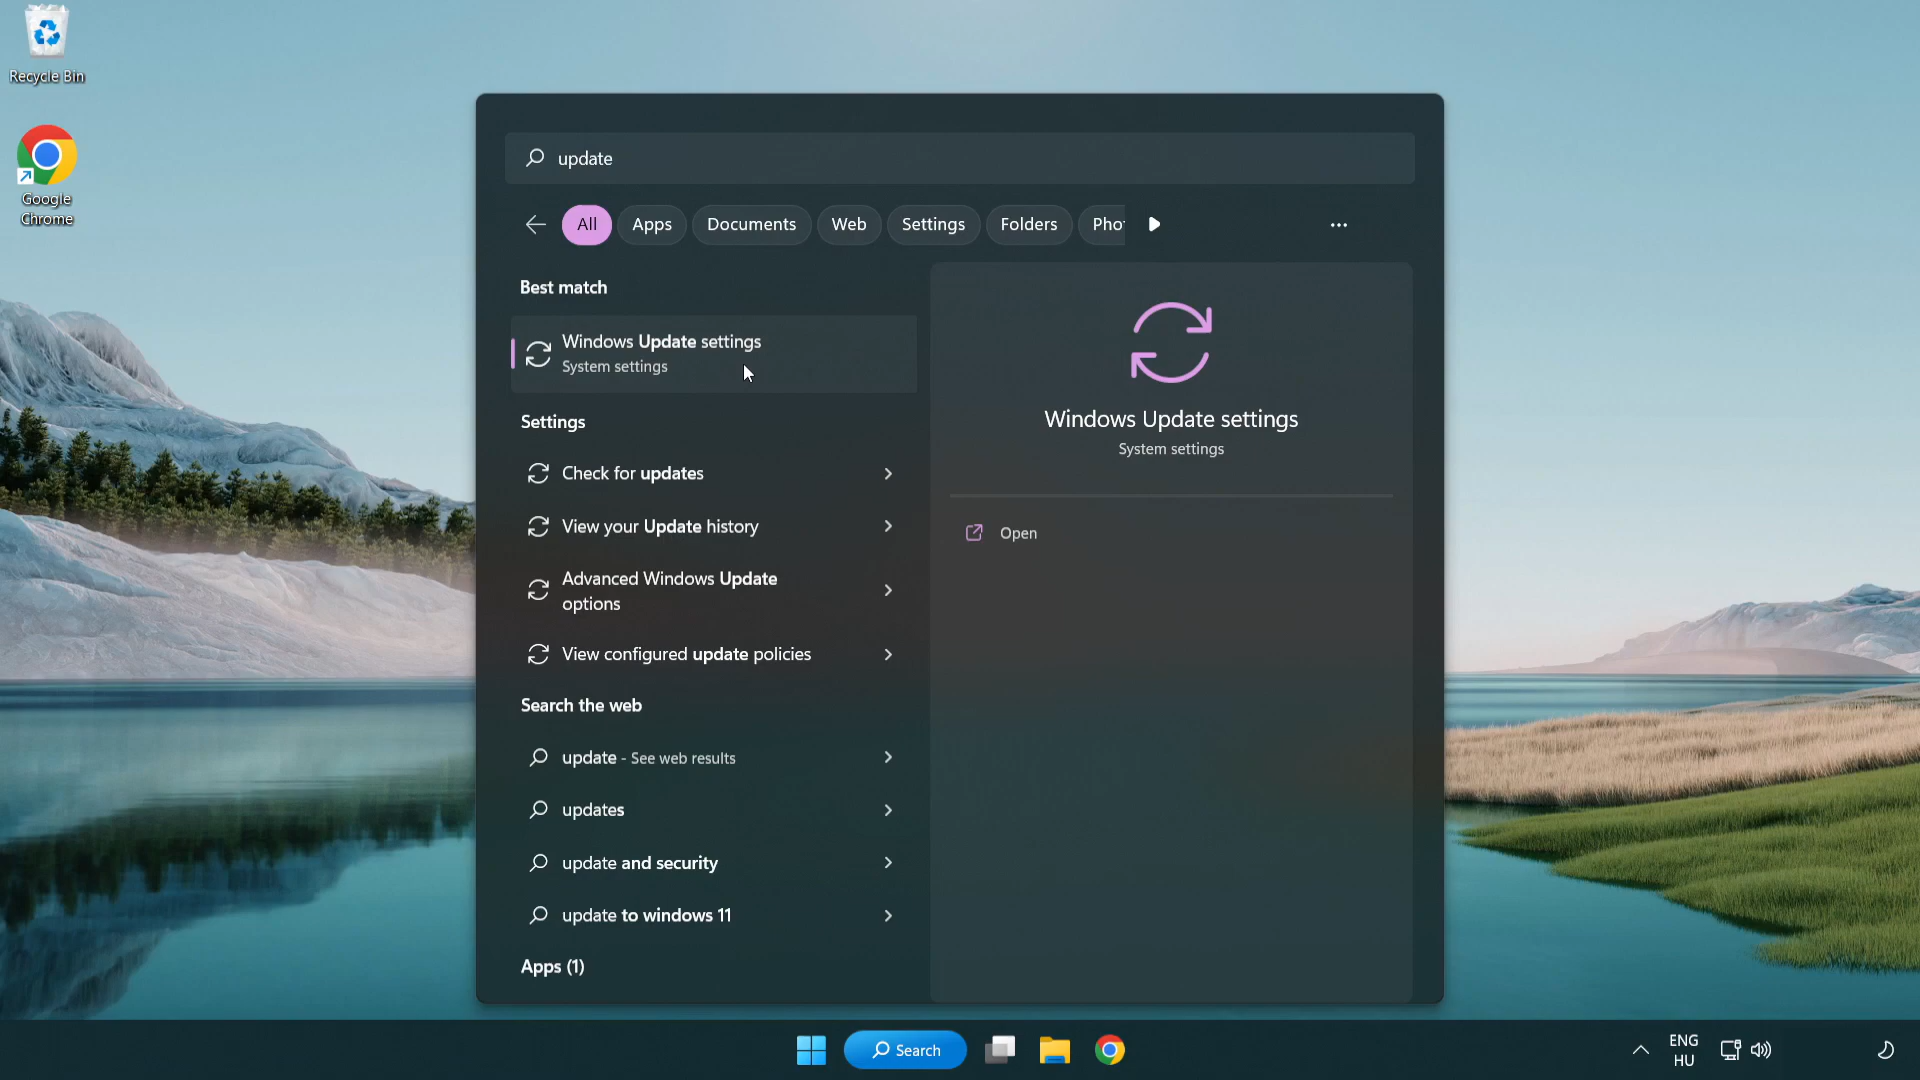 Recycle Bin
Google
Chrome
update
All
Apps
Documents
Web
Settings
Folders
Pho
Best match
Windows Update settings
System settings
Settings
Check for updates
View your Update history
Advanced Windows Update
options
View configured update policies
Search the web
update - See web results
updates
update and security
update to windows 11
Apps (1)
Windows Update settings
System settings
Open
Search
ENG
HU